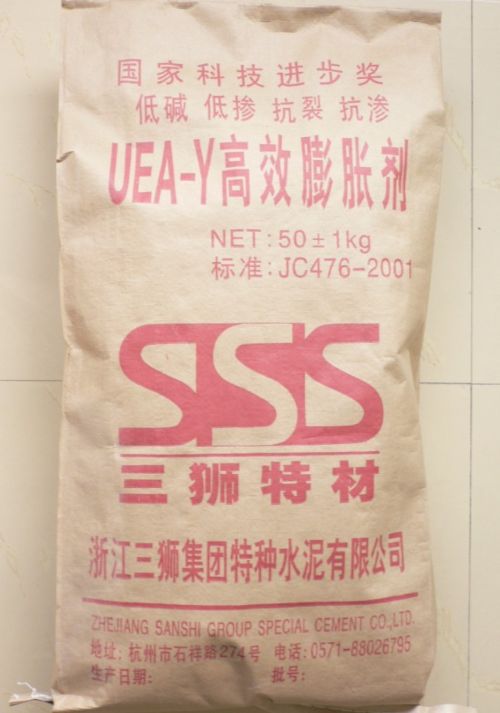 国家科技进步奖
低碱 低掺 抗裂 抗渗
UEA-Y高效膨胀剂
NET:50±1kg
标准:JC476-2001
SSS
三狮特材
浙江三狮集团特种水泥有限公司
ZHEJIANG SANSHI GROUP SPECIAL CEMENT CO.,LTD.
地址:杭州市石祥路274号 电话:0571-88026795
生产日期: 批号: